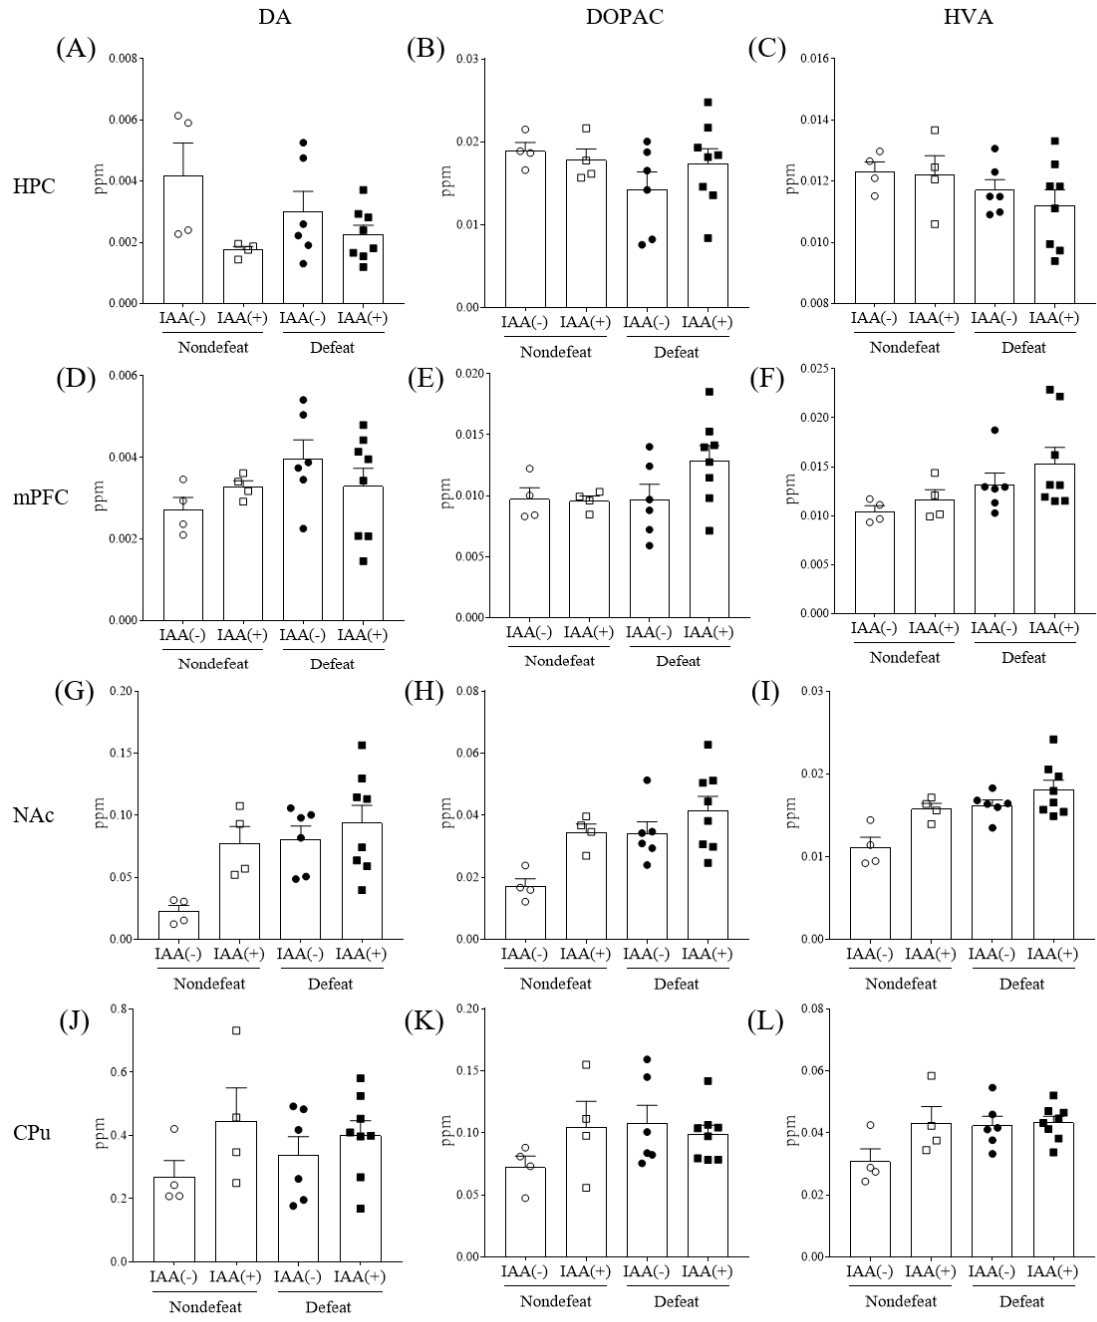 DA DOPAC HVA
(A) (B) (C)
HPC
ppm ppm ppm
0.008 0.03 0.016
0.006 0.02 0.014
0.004 0.01 0.012
0.002 0.00 0.010
0.000 0.008
IAA(-) IAA(+) IAA(-) IAA(+) IAA(-) IAA(+) IAA(-) IAA(+) IAA(-) IAA(+) IAA(-) IAA(+)
Nondefeat Defeat Nondefeat Defeat Nondefeat Defeat
(D) (E) (F)
mPFC
ppm ppm ppm
0.006 0.020 0.025
0.004 0.015 0.020
0.002 0.010 0.015
0.000 0.005 0.010
0.000 0.005
0.000
IAA(-) IAA(+) IAA(-) IAA(+) IAA(-) IAA(+) IAA(-) IAA(+) IAA(-) IAA(+) IAA(-) IAA(+)
Nondefeat Defeat Nondefeat Defeat Nondefeat Defeat
(G) (H) (I)
NAc
ppm ppm ppm
0.20 0.08 0.03
0.15 0.06 0.02
0.10 0.04 0.01
0.05 0.02 0.00
0.00 0.00
IAA(-) IAA(+) IAA(-) IAA(+) IAA(-) IAA(+) IAA(-) IAA(+) IAA(-) IAA(+) IAA(-) IAA(+)
Nondefeat Defeat Nondefeat Defeat Nondefeat Defeat
(J) (K) (L)
CPu
ppm ppm ppm
0.8 0.20 0.08
0.6 0.15 0.06
0.4 0.10 0.04
0.2 0.05 0.02
0.0 0.00 0.00
IAA(-) IAA(+) IAA(-) IAA(+) IAA(-) IAA(+) IAA(-) IAA(+) IAA(-) IAA(+) IAA(-) IAA(+)
Nondefeat Defeat Nondefeat Defeat Nondefeat Defeat